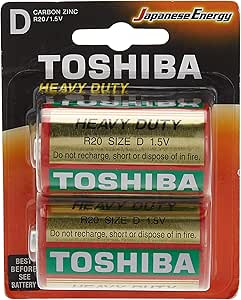 D
CARBON ZINC
R20/1.5V
JapaneseEnergy
TOSHIBA
HEAVY DUTY
HEAVY DUTY
R20 SIZE D 1.5V
Do not recharge, short or dispose of in fire.
TOSHIBA
HEAVY DUTY
R20 SIZE D 1.5V
Do not recharge, short or dispose of in fire.
TOSHIBA
BEST
BEFORE
SEE
BATTERY